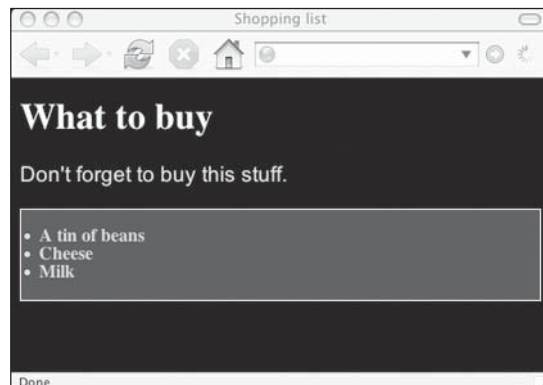 Shopping list
What to buy
Don't forget to buy this stuff.
• A tin of beans
• Cheese
• Milk
Done